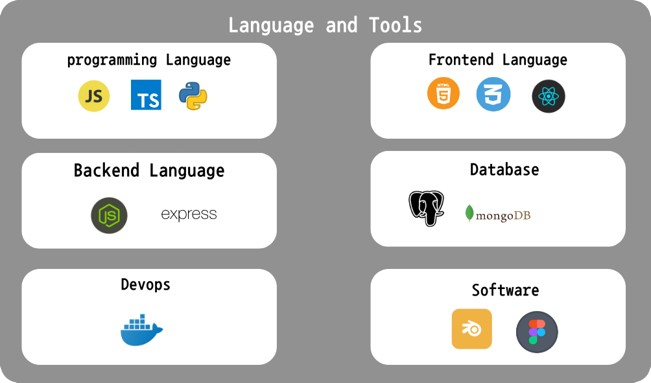 Language and Tools
programming Language
JS
TS
Frontend Language
HTML
5
3
Backend Language
JS
express
Database
mongoDB
Devops
Software